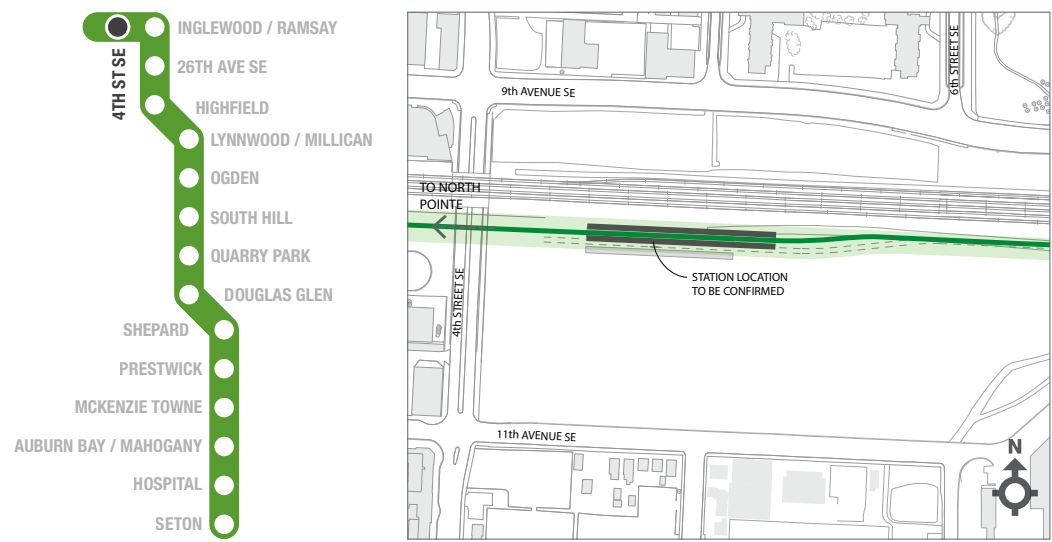 4TH ST SE
INGLEWOOD / RAMSAY
26TH AVE SE
HIGHFIELD
LYNNWOOD / MILLICAN
OGDEN
SOUTH HILL
QUARRY PARK
DOUGLAS GLEN
SHEPARD
PRESTWICK
MCKENZIE TOWNE
AUBURN BAY / MAHOGANY
HOSPITAL
SETON
9th AVENUE SE
6th STREET SE
TO NORTH
POINTE
4th STREET SE
STATION LOCATION
TO BE CONFIRMED
11th AVENUE SE
N